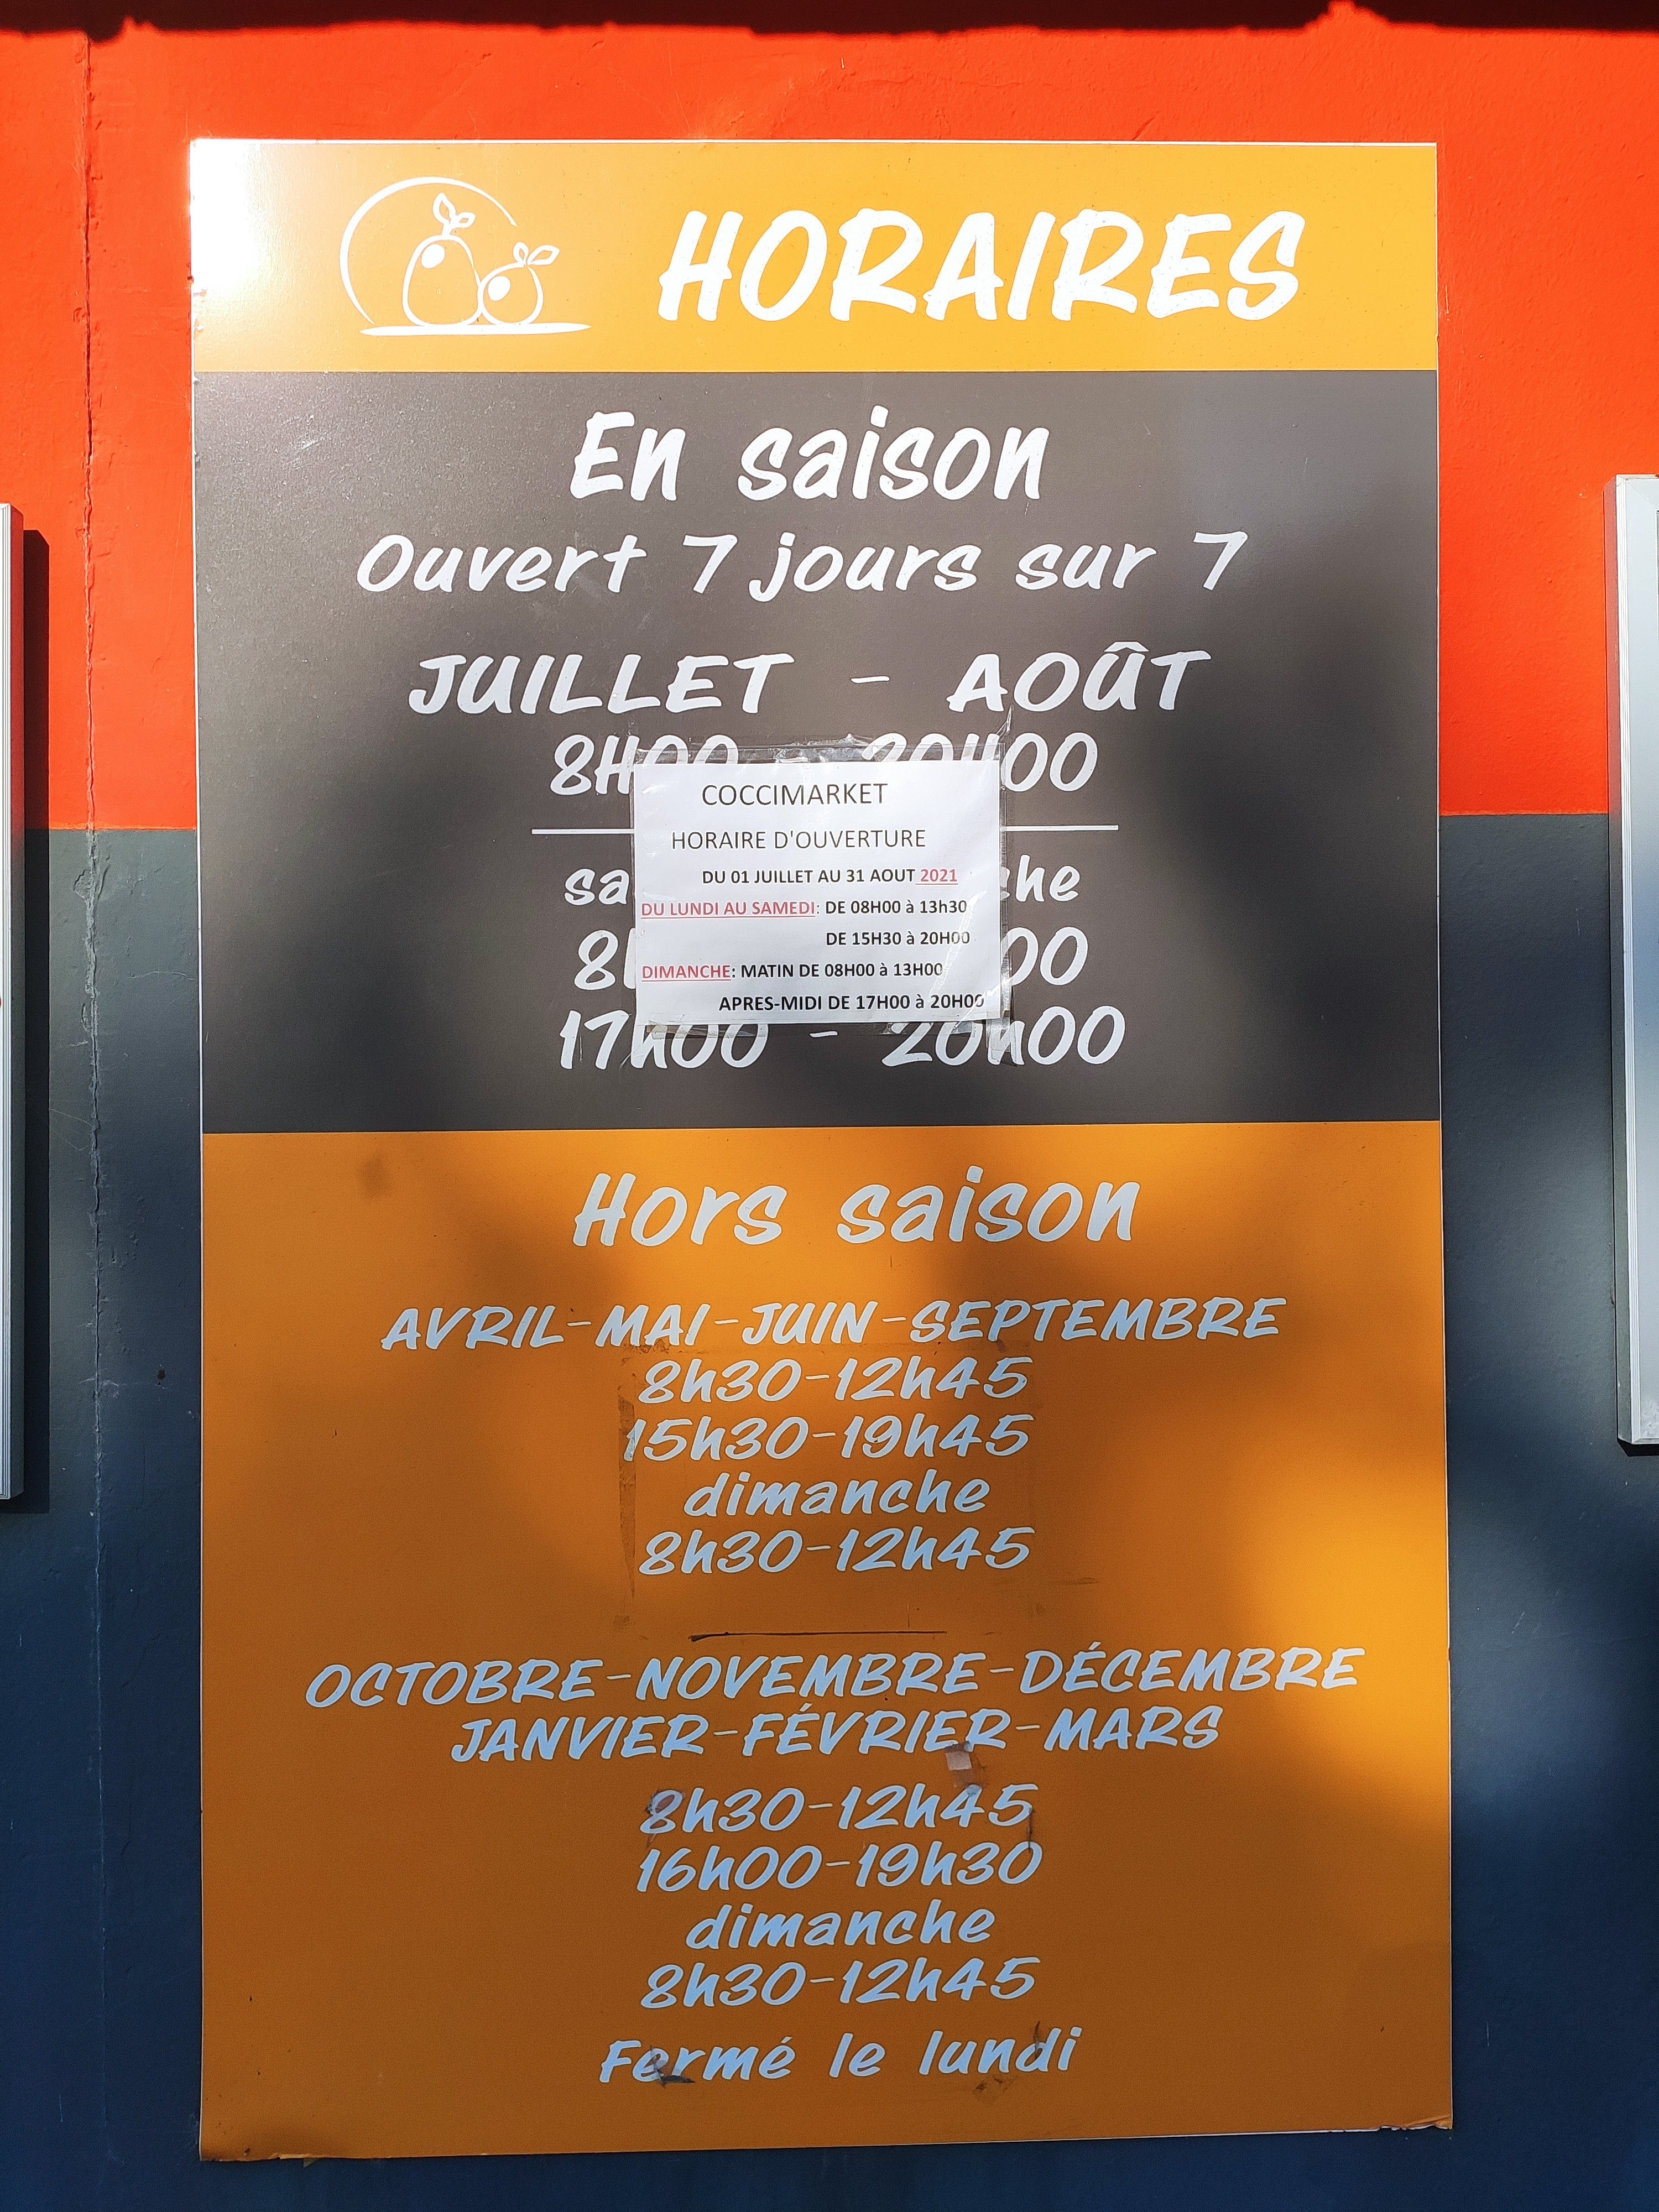 HORAIRES
En saison
Ouvert 7 jours sur 7
JUILLET - AOÛT
8H00 20H00
COCCIMARKET
HORAIRE D'OUVERTURE
DU 01 JUILLET AU 31 AOUT 2021
DU LUNDI AU SAMEDI: DE 08H00 à 13h30
DE 15H30 à 20H00
DIMANCHE: MATIN DE 08H00 à 13H00
APRES-MIDI DE 17H00 à 20H00
17h00 - 20h00
Hors saison
AVRIL-MAI-JUIN-SEPTEMBRE
8h30-12h45
15h30-19h45
dimanche
8h30-12h45
OCTOBRE-NOVEMBRE-DÉCEMBRE
JANVIER-FÉVRIER-MARS
8h30-12h45
16h00-19h30
dimanche
8h30-12h45
Fermé le lundi